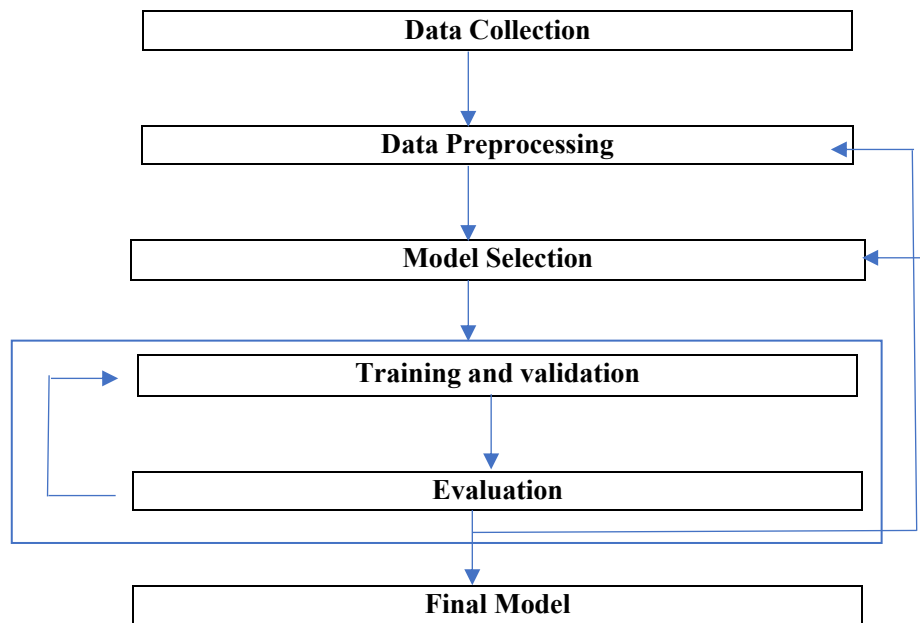 Data Collection
Data Preprocessing
Model Selection
Training and validation
Evaluation
Final Model